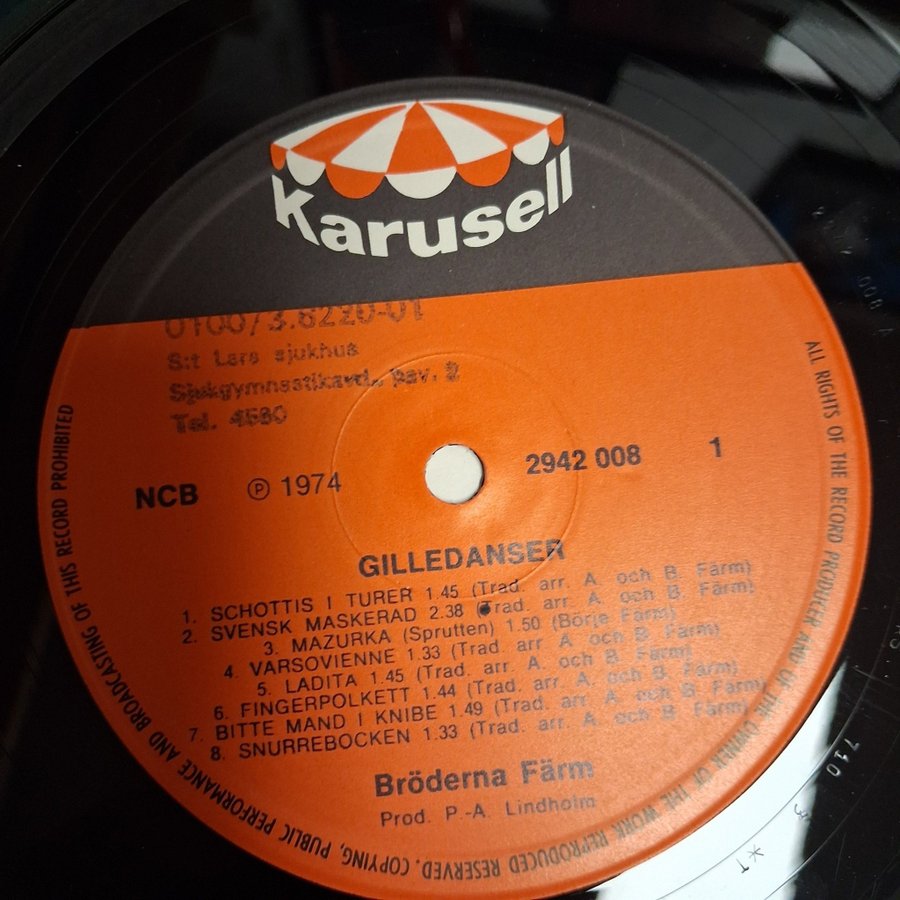 Karusell
S:t Lars sjukhus
Sjukgymnastikavd., pav. 2
Tel. 4580
NCB ℗ 1974 2942 008 1
GILLEDANSER
1. SCHOTTIS I TURER 1.45 (Trad. arr. A. och B. Färm)
2. SVENSK MASKERAD 2.38 (Trad. arr. A. och B. Färm)
3. MAZURKA (Sprutten) 1.50 (Börje Färm)
4. VARSOVIENNE 1.33 (Trad. arr. A. och B. Färm)
5. LADITA 1.45 (Trad. arr. A. och B. Färm)
6. FINGERPOLKETT 1.44 (Trad. arr. A. och B. Färm)
7. BITTE MAND I KNIBE 1.49 (Trad. arr. A. och B. Färm)
8. SNURREBOCKEN 1.33 (Trad. arr. A. och B. Färm)
Bröderna Färm
Prod. P.-A. Lindholm
ALL RIGHTS OF THE RECORD PRODUCER AND OF THE OWNER OF THE WORK REPRODUCED RESERVED. COPYING, PUBLIC PERFORMANCE AND BROADCASTING OF THIS RECORD PROHIBITED
710 3 *T